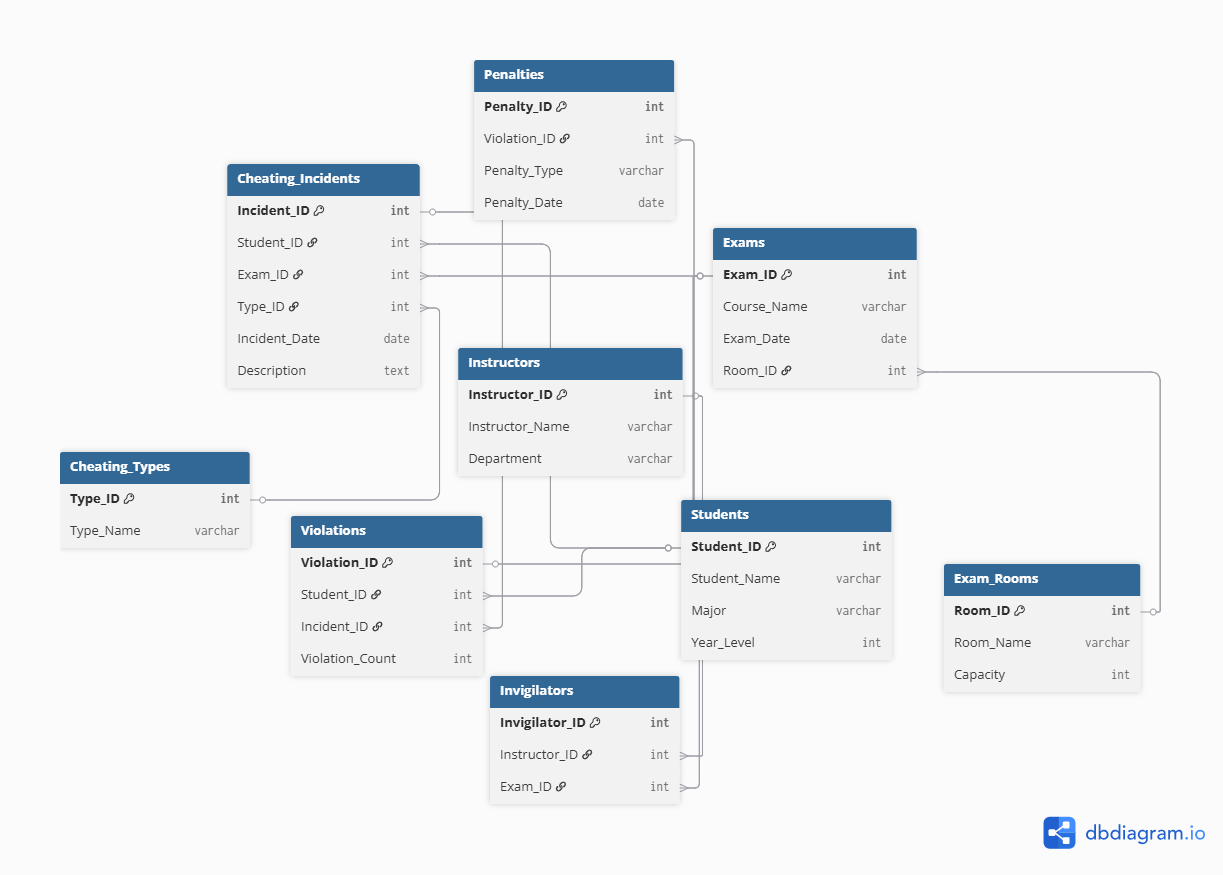 Penalties
Penalty_ID int
Violation_ID int
Penalty_Type varchar
Penalty_Date date
Cheating_Incidents
Incident_ID int
Student_ID int
Exam_ID int
Type_ID int
Incident_Date date
Description text
Exams
Exam_ID int
Course_Name varchar
Exam_Date date
Room_ID int
Instructors
Instructor_ID int
Instructor_Name varchar
Department varchar
Cheating_Types
Type_ID int
Type_Name varchar
Violations
Violation_ID int
Student_ID int
Incident_ID int
Violation_Count int
Students
Student_ID int
Student_Name varchar
Major varchar
Year_Level int
Exam_Rooms
Room_ID int
Room_Name varchar
Capacity int
Invigilators
Invigilator_ID int
Instructor_ID int
Exam_ID int
dbdiagram.io